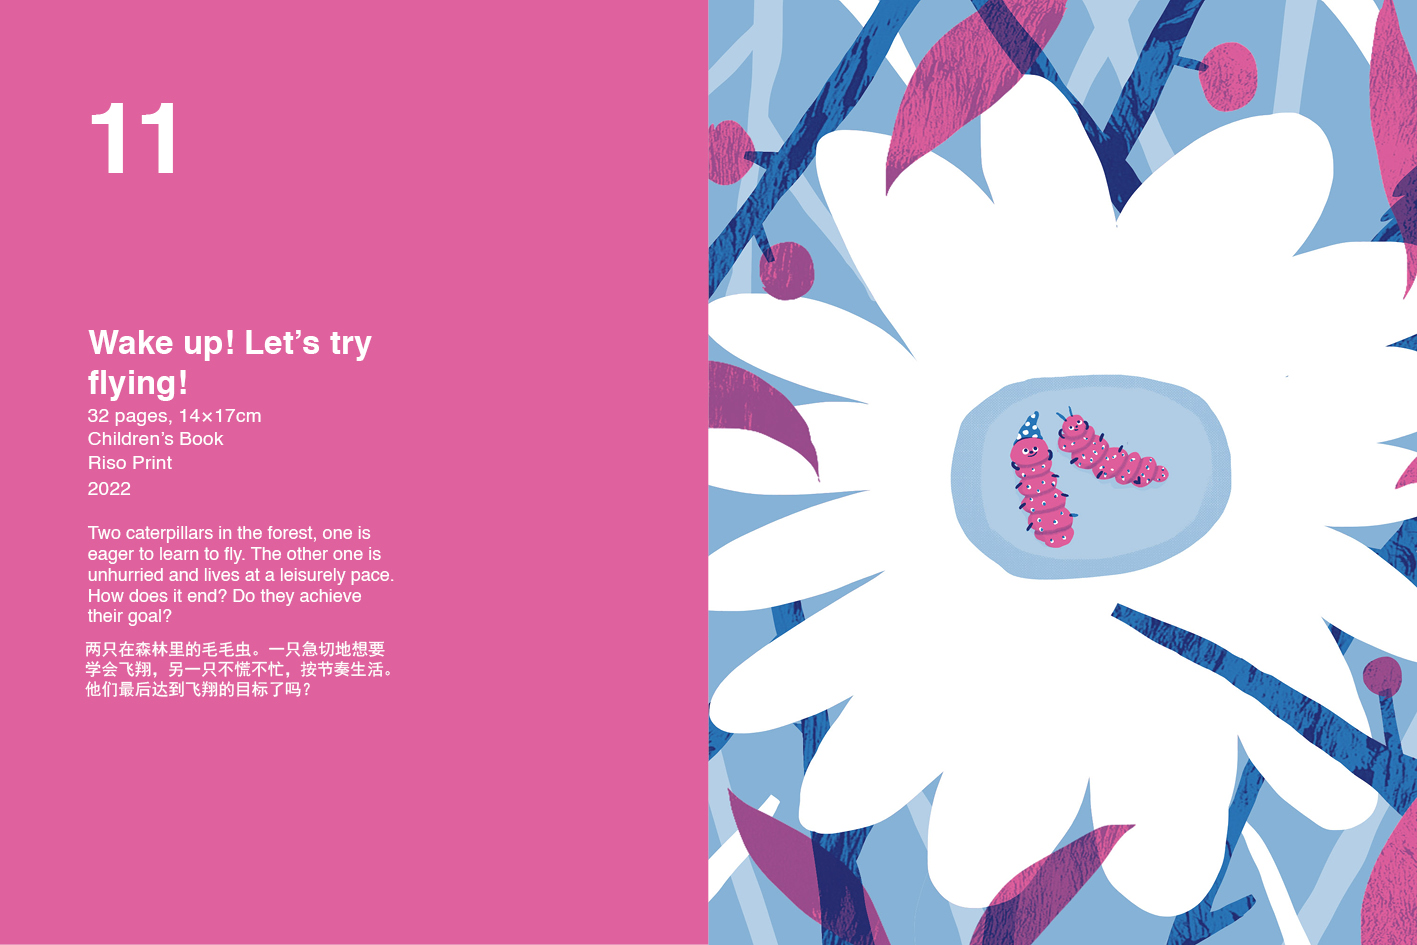 11
Wake up! Let’s try
flying!
32 pages, 14×17cm
Children’s Book
Riso Print
2022
Two caterpillars in the forest, one is
eager to learn to fly. The other one is
unhurried and lives at a leisurely pace.
How does it end? Do they achieve
their goal?
两只在森林里的毛毛虫。一只急切地想要
学会飞翔，另一只不慌不忙，按节奏生活。
他们最后达到飞翔的目标了吗？